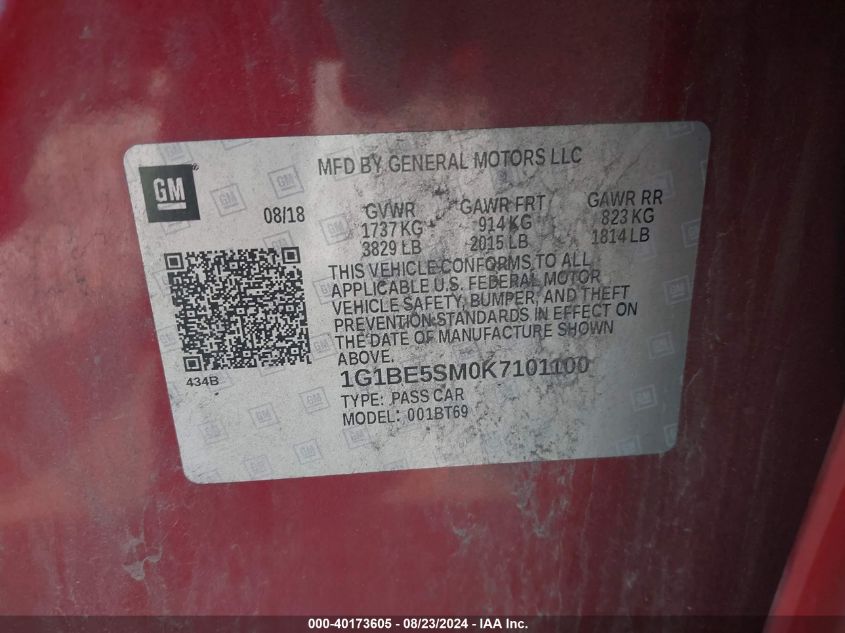 MFD BY GENERAL MOTORS LLC
GM®
08/18
GVWR GAWR FRT GAWR RR
1737 KG 914 KG 823 KG
3829 LB 2015 LB 1814 LB
THIS VEHICLE CONFORMS TO ALL
APPLICABLE U.S. FEDERAL MOTOR
VEHICLE SAFETY, BUMPER, AND THEFT
PREVENTION STANDARDS IN EFFECT ON
THE DATE OF MANUFACTURE SHOWN
ABOVE.
434B
1G1BE5SM0K7101100
TYPE: PASS CAR
MODEL: 001BT69
000-40173605 - 08/23/2024 - IAA Inc.